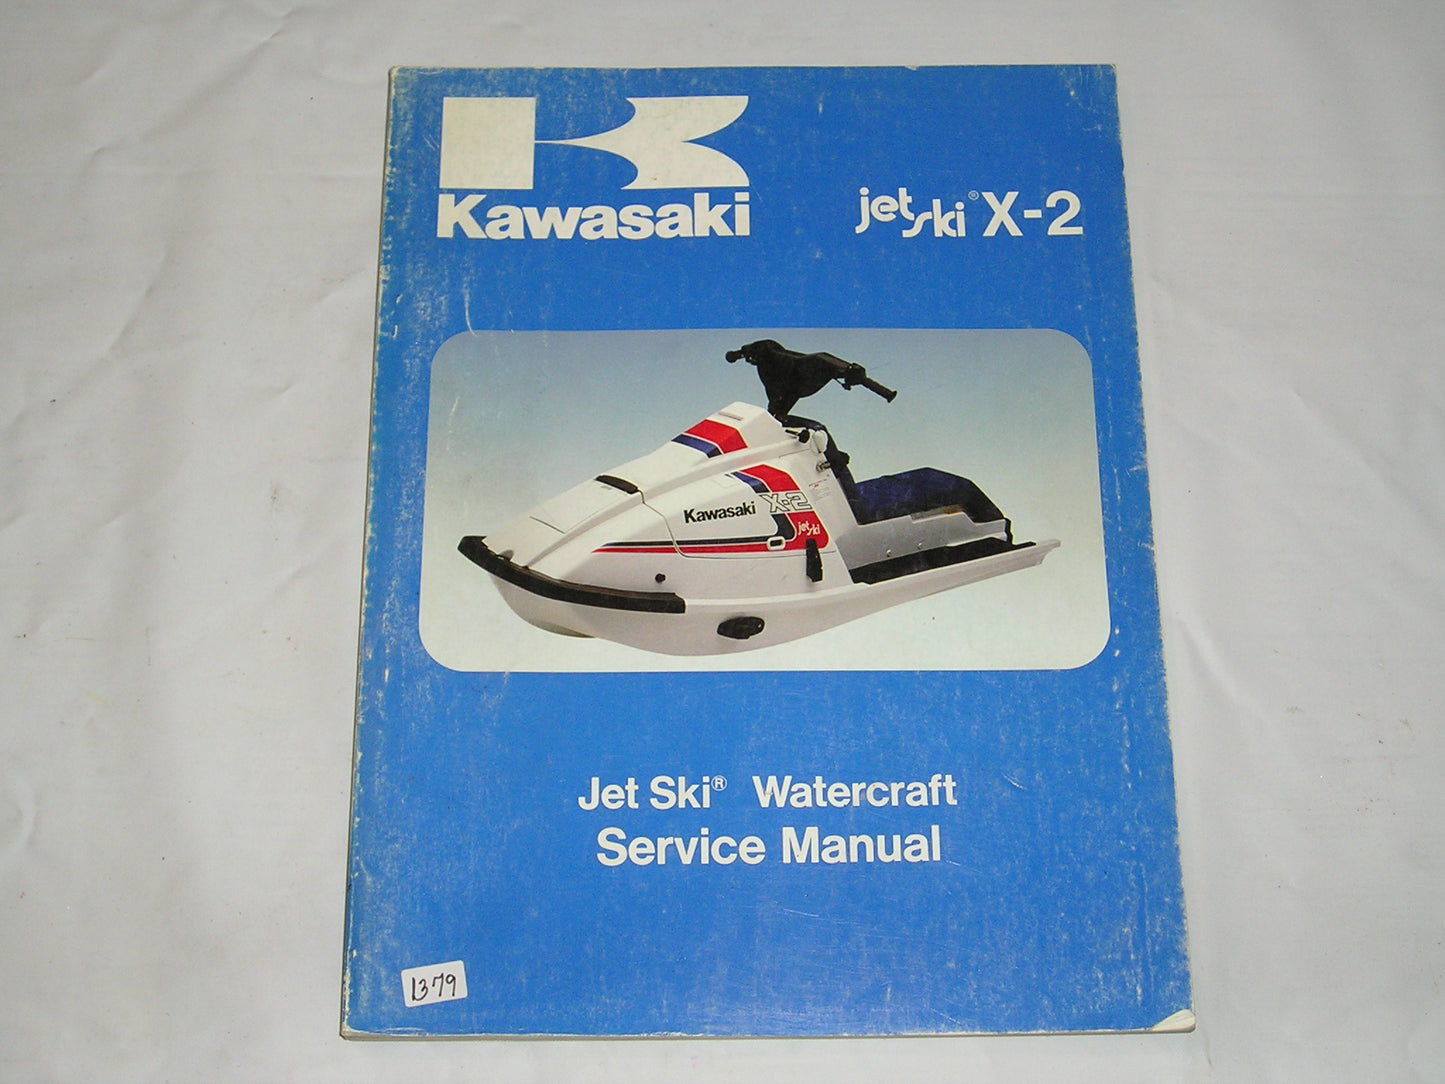 Kawasaki
jet ski® X-2
Kawasaki
X-2
jet ski
Jet Ski® Watercraft
Service Manual
1379